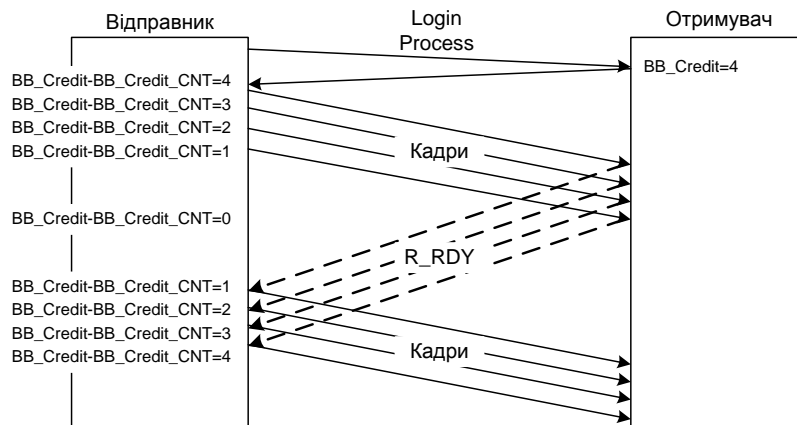 Відправник
Login
Process
Отримувач
BB_Credit-BB_Credit_CNT=4
BB_Credit=4
BB_Credit-BB_Credit_CNT=3
BB_Credit-BB_Credit_CNT=2
BB_Credit-BB_Credit_CNT=1
Кадри
BB_Credit-BB_Credit_CNT=0
R_RDY
BB_Credit-BB_Credit_CNT=1
BB_Credit-BB_Credit_CNT=2
BB_Credit-BB_Credit_CNT=3
BB_Credit-BB_Credit_CNT=4
Кадри